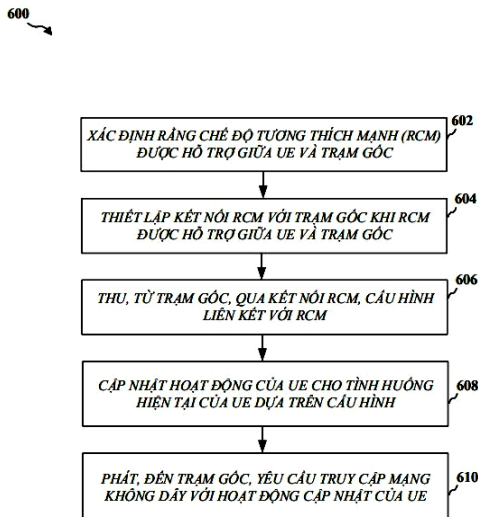 600
602
XÁC ĐỊNH RẰNG CHẾ ĐỘ TƯƠNG THÍCH MẠNH (RCM)
ĐƯỢC HỖ TRỢ GIỮA UE VÀ TRẠM GỐC
604
THIẾT LẬP KẾT NỐI RCM VỚI TRẠM GỐC KHI RCM
ĐƯỢC HỖ TRỢ GIỮA UE VÀ TRẠM GỐC
606
THU, TỪ TRẠM GỐC, QUA KẾT NỐI RCM, CẤU HÌNH
LIÊN KẾT VỚI RCM
CẬP NHẬT HOẠT ĐỘNG CỦA UE CHO TÌNH HUỐNG
HIỆN TẠI CỦA UE DỰA TRÊN CẤU HÌNH
608
PHÁT, ĐẾN TRẠM GỐC, YÊU CẦU TRUY CẬP MẠNG
KHÔNG DÂY VỚI HOẠT ĐỘNG CẬP NHẬT CỦA UE
610